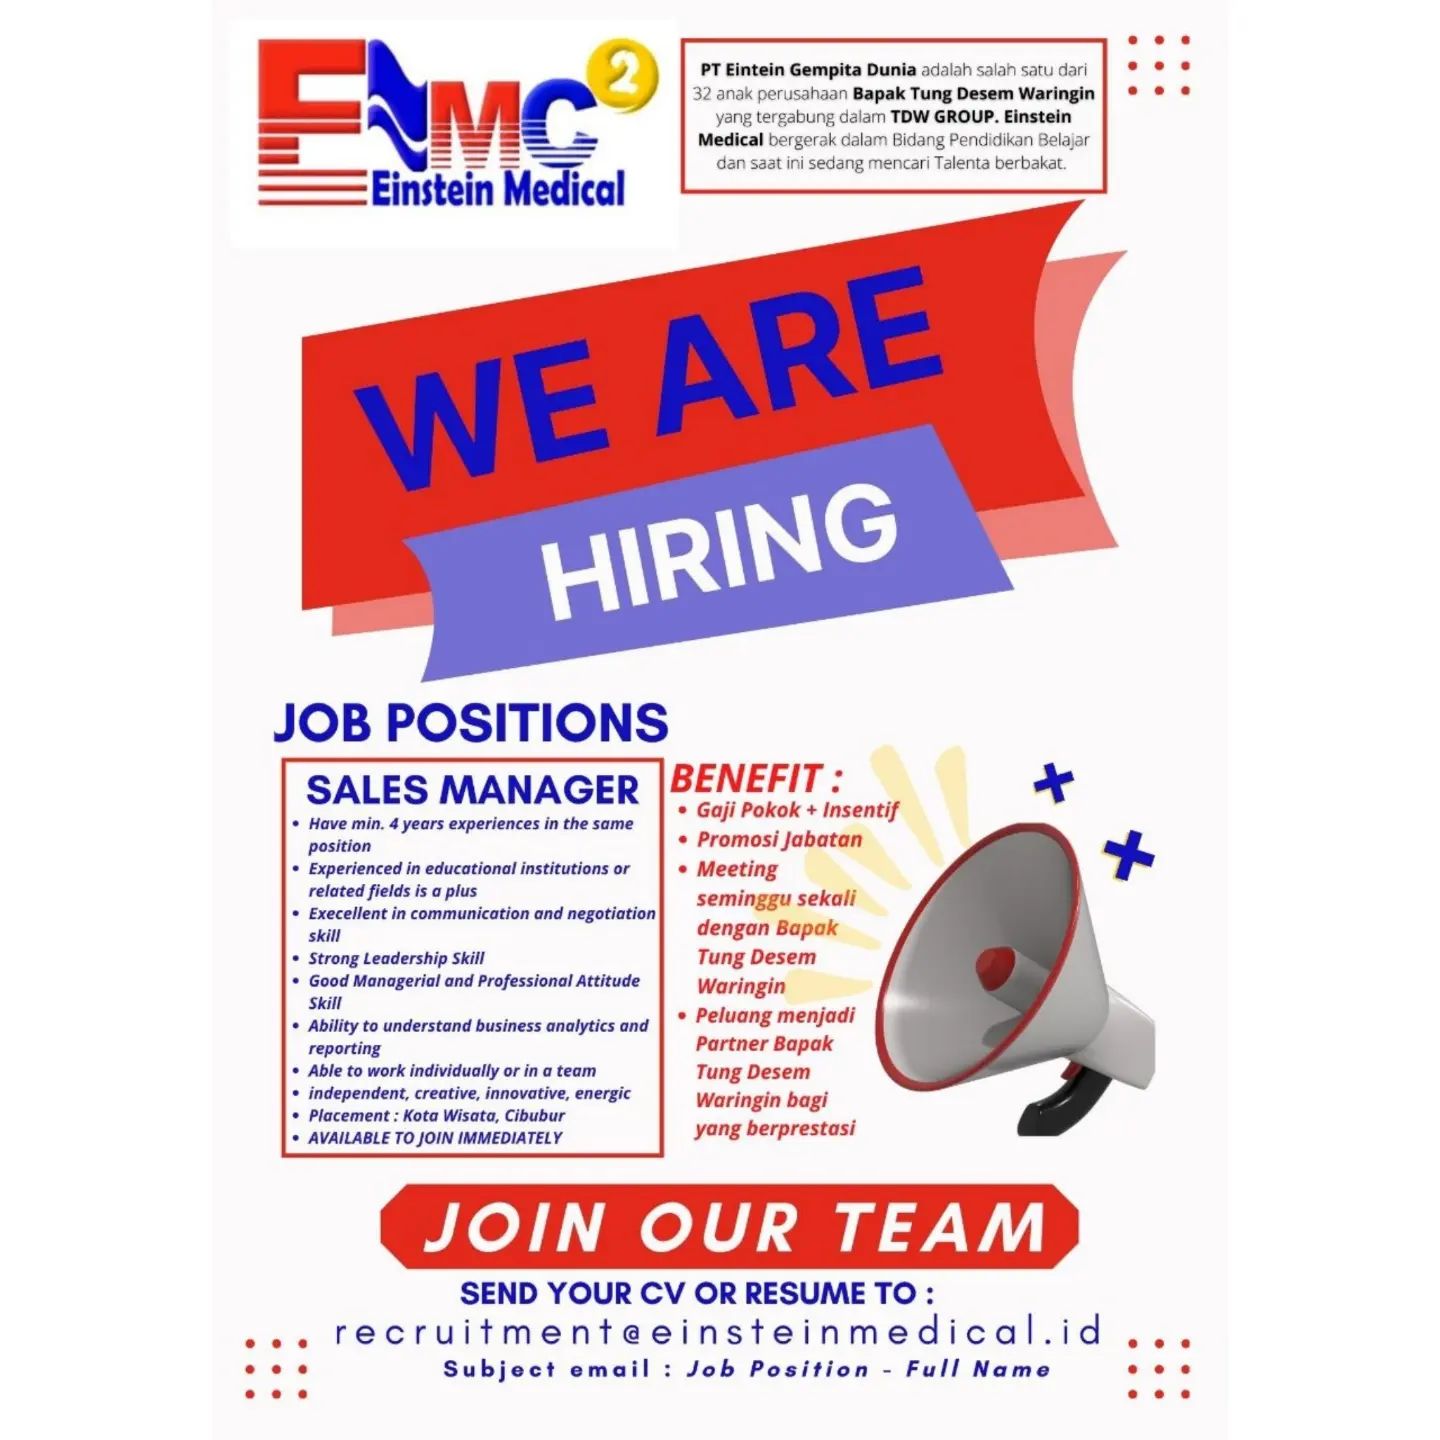 EMC2
Einstein Medical
PT Eintein Gempita Dunia adalah salah satu dari
32 anak perusahaan Bapak Tung Desem Waringin
yang tergabung dalam TDW GROUP. Einstein
Medical bergerak dalam Bidang Pendidikan Belajar
dan saat ini sedang mencari Talenta berbakat.
WE ARE
HIRING
JOB POSITIONS
SALES MANAGER
• Have min. 4 years experiences in the same
position
• Experienced in educational institutions or
related fields is a plus
• Execellent in communication and negotiation
skill
• Strong Leadership Skill
• Good Managerial and Professional Attitude
Skill
• Ability to understand business analytics and
reporting
• Able to work individually or in a team
• independent, creative, innovative, energic
• Placement : Kota Wisata, Cibubur
• AVAILABLE TO JOIN IMMEDIATELY
BENEFIT :
• Gaji Pokok + Insentif
• Promosi Jabatan
• Meeting
seminggu sekali
dengan Bapak
Tung Desem
Waringin
• Peluang menjadi
Partner Bapak
Tung Desem
Waringin bagi
yang berprestasi
JOIN OUR TEAM
SEND YOUR CV OR RESUME TO :
recruitment@einsteinmedical.id
Subject email : Job Position - Full Name